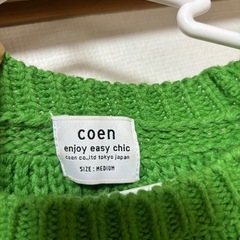 coen
enjoy easy chic
coen co.,ltd tokyo japan
SIZE : MEDIUM